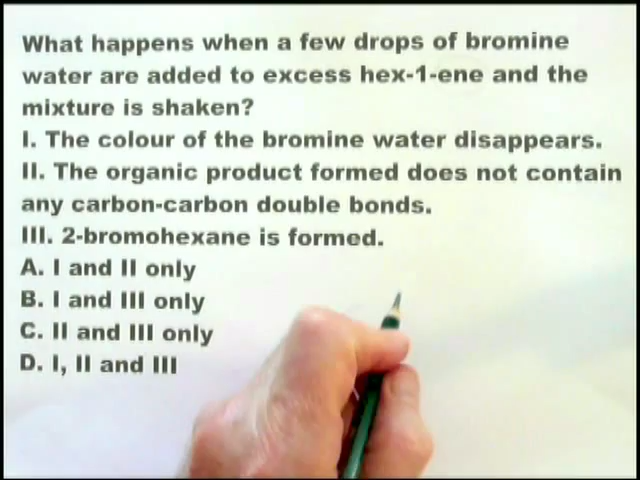 What happens when a few drops of bromine
water are added to excess hex-1-ene and the
mixture is shaken?
I. The colour of the bromine water disappears.
II. The organic product formed does not contain
any carbon-carbon double bonds.
III. 2-bromohexane is formed.
A. I and II only
B. I and III only
C. II and III only
D. I, II and III